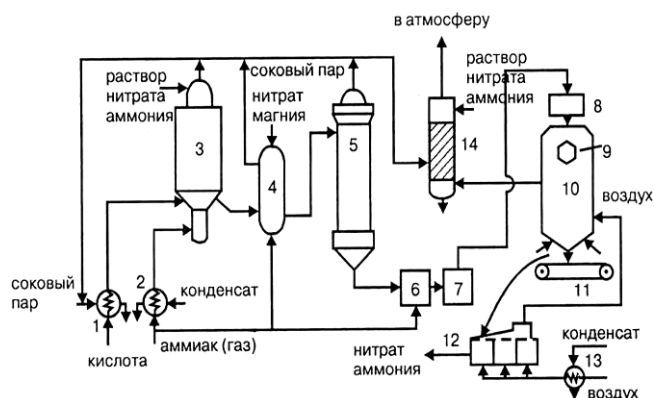 в атмосферу
раствор
нитрата
аммония
соковый пар
нитрат
магния
раствор
нитрата
аммония
8
3
4
5
14
9
10
воздух
соковый
пар
1
2
конденсат
6
7
11
кислота
аммиак (газ)
нитрат
аммония
12
конденсат
13
воздух